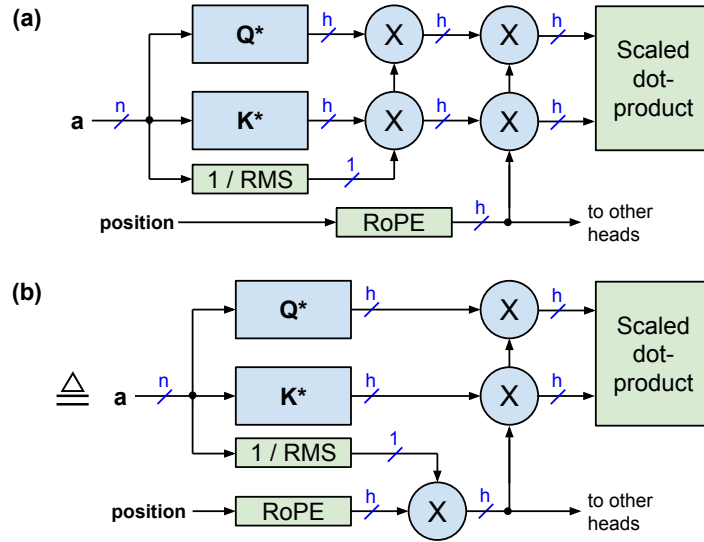 (a)
Q*
h
X
h
X
h
Scaled
dot-
product
a
n
K*
h
X
h
X
h
1 / RMS
1
position
RoPE
h
to other
heads
(b)
Q*
h
X
h
Scaled
dot-
product
≜
a
n
K*
h
X
h
1 / RMS
1
position
RoPE
h
X
h
to other
heads